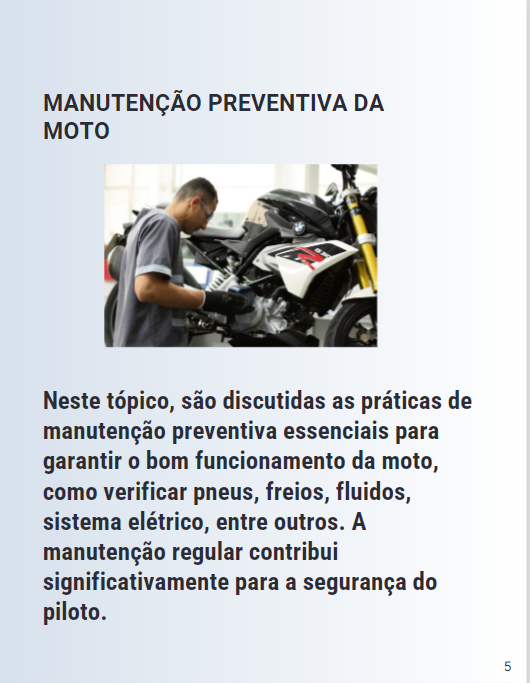 MANUTENÇÃO PREVENTIVA DA
MOTO
Neste tópico, são discutidas as práticas de
manutenção preventiva essenciais para
garantir o bom funcionamento da moto,
como verificar pneus, freios, fluidos,
sistema elétrico, entre outros. A
manutenção regular contribui
significativamente para a segurança do
piloto.
5